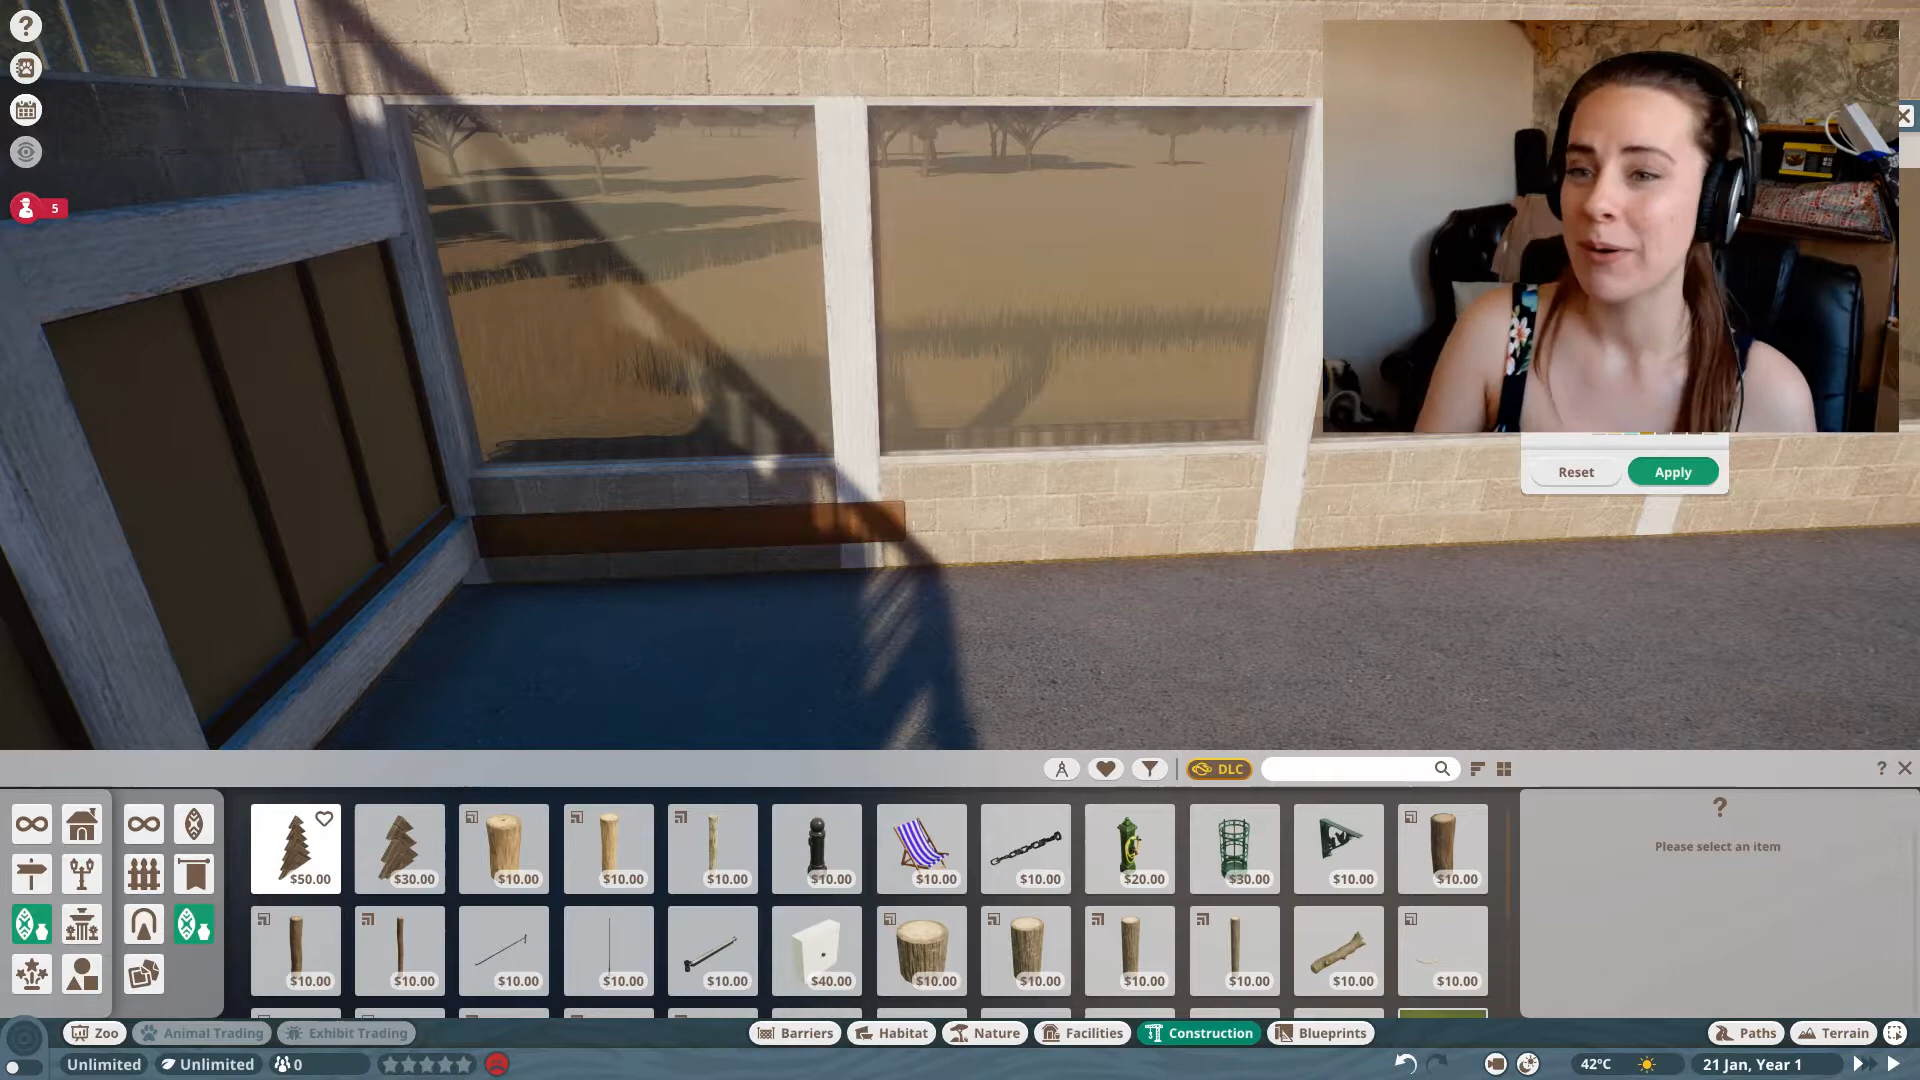 ?
5
Reset
Apply
DLC
?
$50.00
$30.00
$10.00
$10.00
$10.00
$10.00
$10.00
$10.00
$20.00
$30.00
$10.00
$10.00
$10.00
$10.00
$10.00
$10.00
$10.00
$40.00
$10.00
$10.00
$10.00
$10.00
$10.00
$10.00
?
Please select an item
Zoo
Animal Trading
Exhibit Trading
Barriers
Habitat
Nature
Facilities
Construction
Blueprints
Paths
Terrain
Unlimited
Unlimited
0
42°C
21 Jan, Year 1